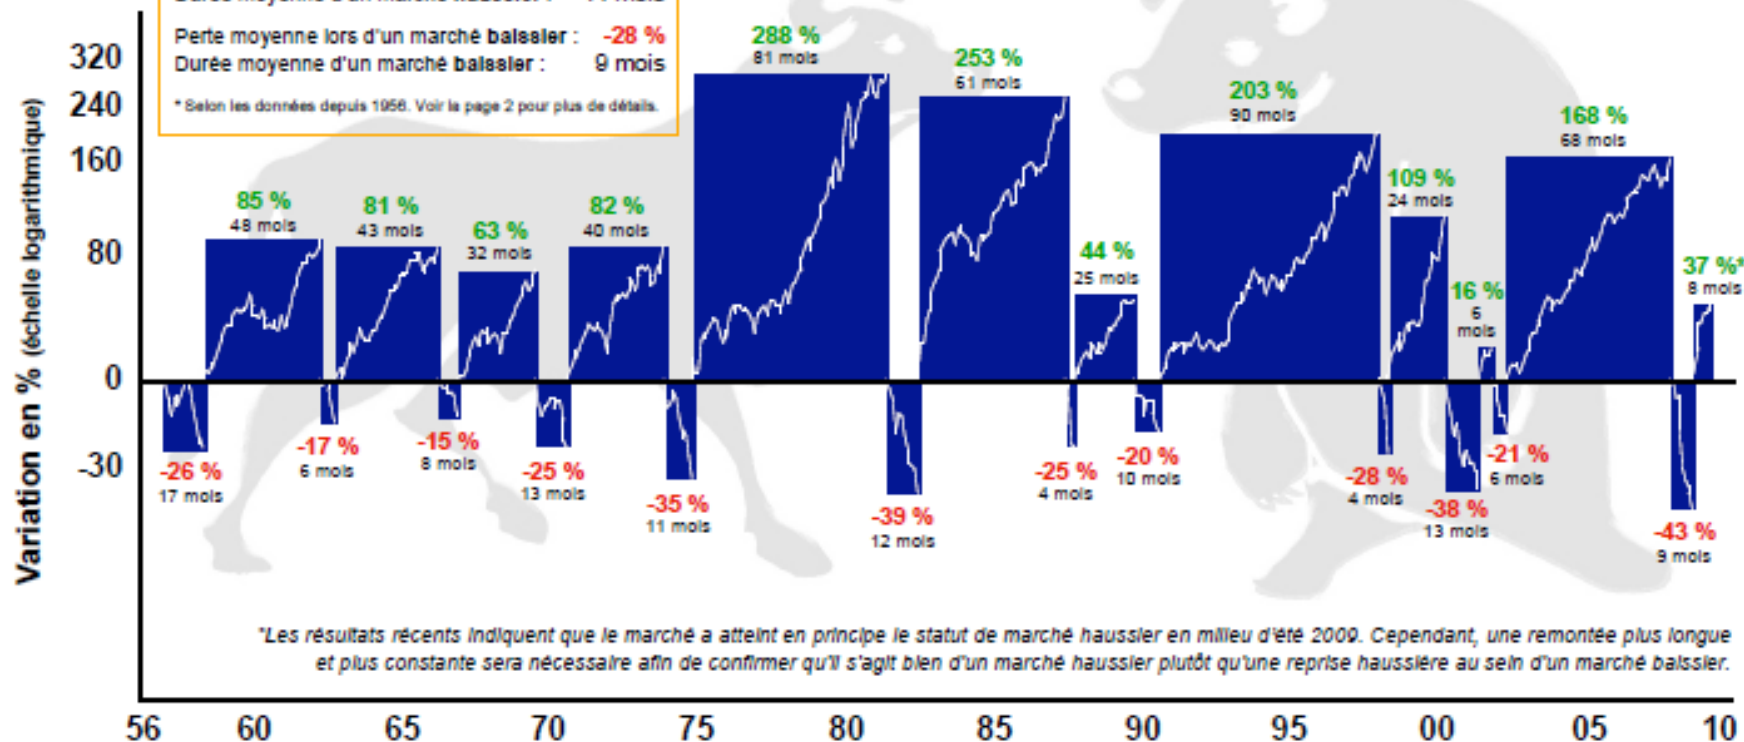 Perte moyenne lors d'un marché baissier : -28 %
Durée moyenne d'un marché baissier : 9 mois
* Selon les données depuis 1956. Voir la page 2 pour plus de détails.
Variation en % (échelle logarithmique)
320
240
160
80
0
-30
85 %
48 mois
81 %
43 mois
63 %
32 mois
82 %
40 mois
288 %
81 mois
253 %
61 mois
44 %
25 mois
203 %
90 mois
109 %
24 mois
16 %
6
mois
168 %
68 mois
37 %*
8 mois
-26 %
17 mois
-17 %
6 mois
-15 %
8 mois
-25 %
13 mois
-35 %
11 mois
-39 %
12 mois
-25 %
4 mois
-20 %
10 mois
-28 %
4 mois
-38 %
13 mois
-21 %
6 mois
-43 %
9 mois
*Les résultats récents indiquent que le marché a atteint en principe le statut de marché haussier en milieu d'été 2009. Cependant, une remontée plus longue
et plus constante sera nécessaire afin de confirmer qu'il s'agit bien d'un marché haussier plutôt qu'une reprise haussière au sein d'un marché baissier.
56 60 65 70 75 80 85 90 95 00 05 10